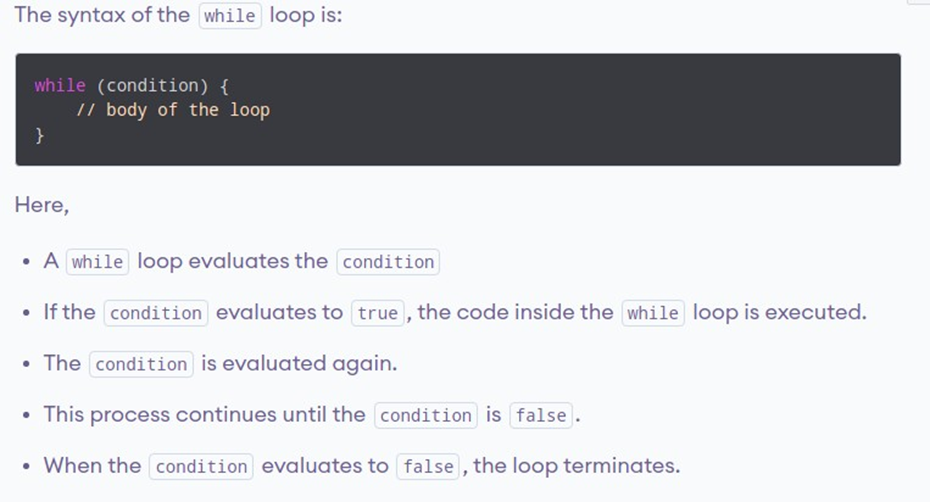 The syntax of the while loop is:
while (condition) {
    // body of the loop
}
Here,
• A while loop evaluates the condition
• If the condition evaluates to true, the code inside the while loop is executed.
• The condition is evaluated again.
• This process continues until the condition is false.
• When the condition evaluates to false, the loop terminates.